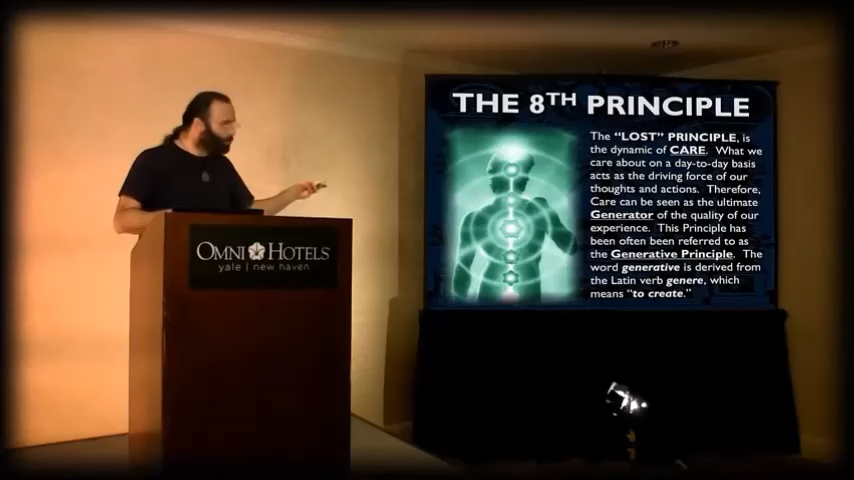 THE 8TH PRINCIPLE
The "LOST" PRINCIPLE, is
the dynamic of CARE. What we
care about on a day-to-day basis
acts as the driving force of our
thoughts and actions. Therefore,
Care can be seen as the ultimate
Generator of the quality of our
experience. This Principle has
been often been referred to as
the Generative Principle. The
word generative is derived from
the Latin verb genere, which
means "to create."
OMNI HOTELS
yale | new haven